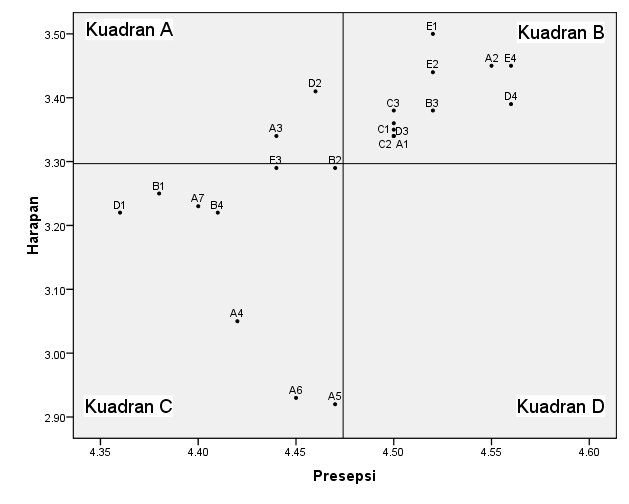 Kuadran A
Kuadran B
E1
A2 E4
E2
D2
C3 B3 D4
A3
C1 D3
C2 A1
E3 B2
B1
D1 A7 B4
A4
A6 A5
Kuadran C
Kuadran D
3.50
3.40
3.30
3.20
3.10
3.00
2.90
Harapan
4.35 4.40 4.45 4.50 4.55 4.60
Presepsi